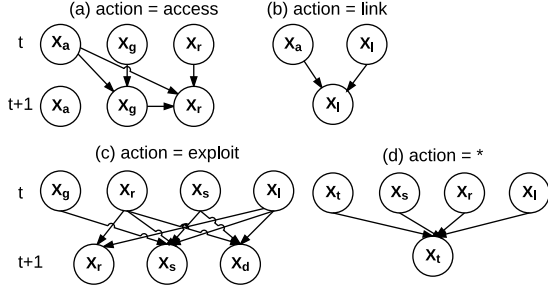 (a) action = access (b) action = link
t Xa Xg Xr Xa Xl
t+1 Xa Xg Xr Xl
(c) action = exploit (d) action = *
t Xg Xr Xs Xl Xt Xs Xr Xl
t+1 Xr Xs Xd Xt